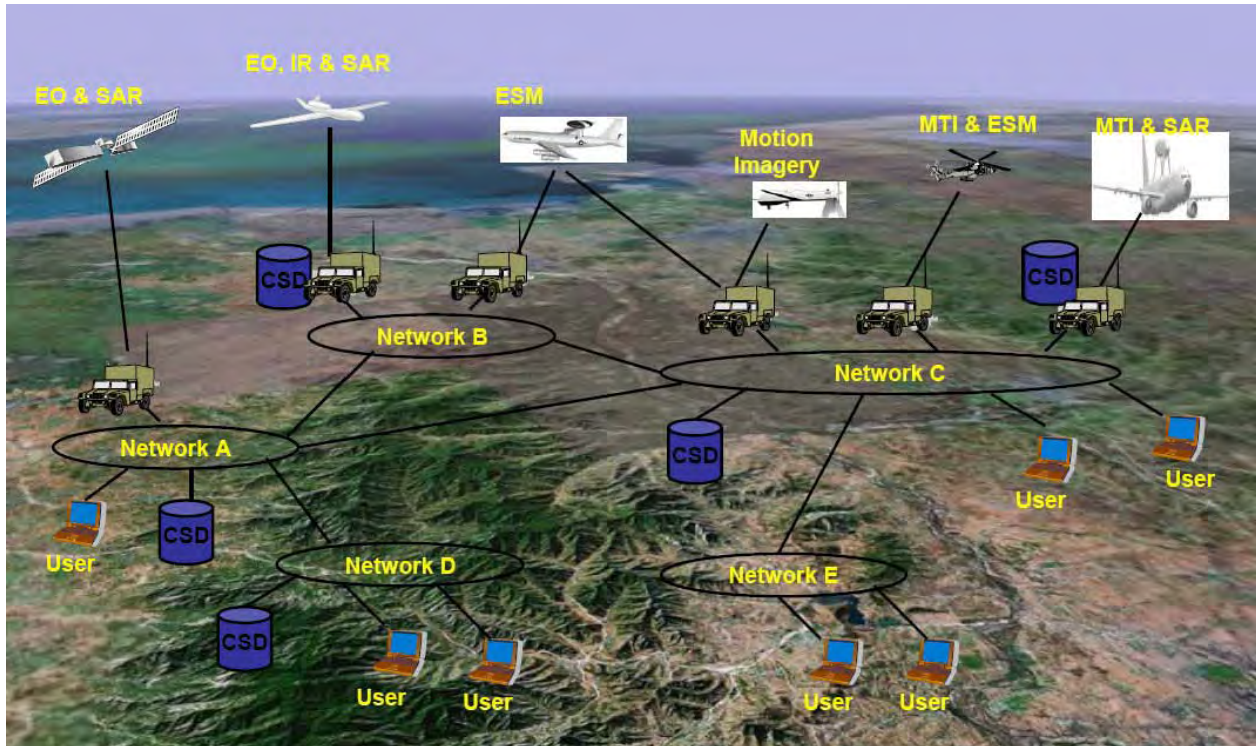 EO, IR & SAR
EO & SAR
ESM
MTI & ESM
MTI & SAR
Motion
Imagery
CSD
CSD
Network B
Network C
Network A
CSD
User
User
CSD
User
Network D
Network E
CSD
User
User
User
User